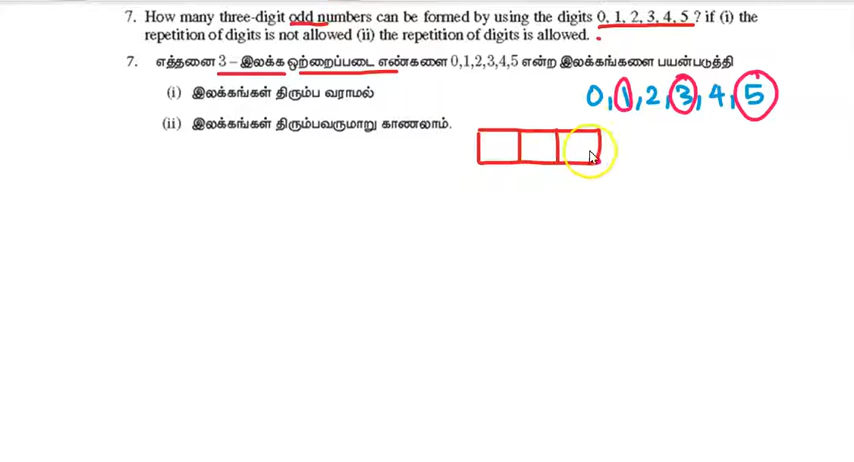 7. How many three-digit odd numbers can be formed by using the digits 0, 1, 2, 3, 4, 5 ? if (i) the
repetition of digits is not allowed (ii) the repetition of digits is allowed.
7. எத்தனை 3 – இலக்க ஒற்றைப்படை எண்களை 0,1,2,3,4,5 என்ற இலக்கங்களை பயன்படுத்தி
(i) இலக்கங்கள் திரும்ப வராமல்
0, 1, 2, 3, 4, 5
(ii) இலக்கங்கள் திரும்பவருமாறு காணலாம்.